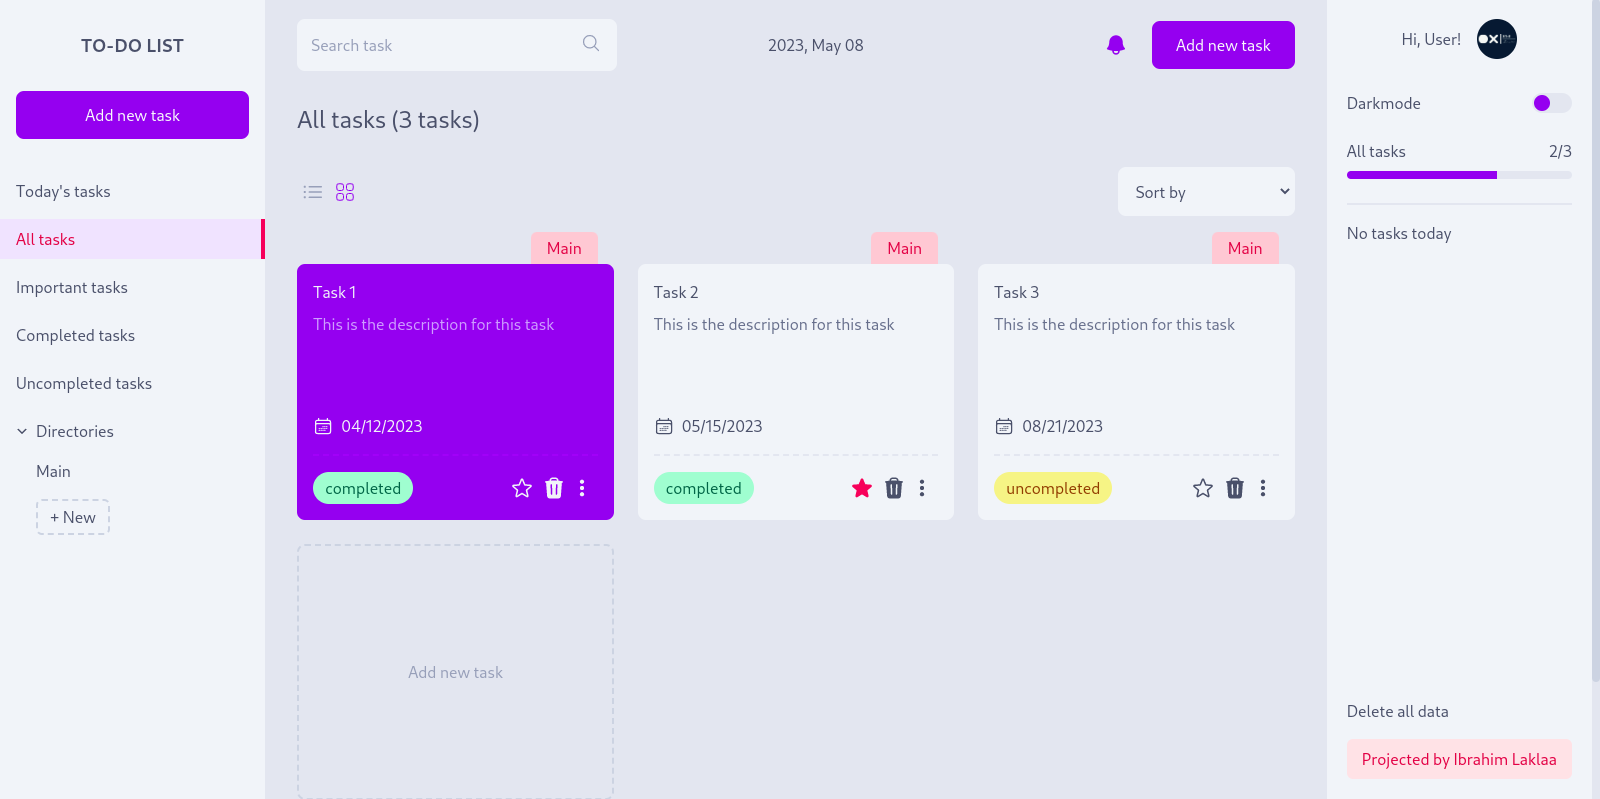 TO-DO LIST
Add new task
Today's tasks
All tasks
Important tasks
Completed tasks
Uncompleted tasks
Directories
Main
+ New
Search task
2023, May 08
Add new task
All tasks (3 tasks)
Sort by
Main
Task 1
This is the description for this task
04/12/2023
completed
Main
Task 2
This is the description for this task
05/15/2023
completed
Main
Task 3
This is the description for this task
08/21/2023
uncompleted
Add new task
Hi, User!
Darkmode
All tasks 2/3
No tasks today
Delete all data
Projected by Ibrahim Laklaa